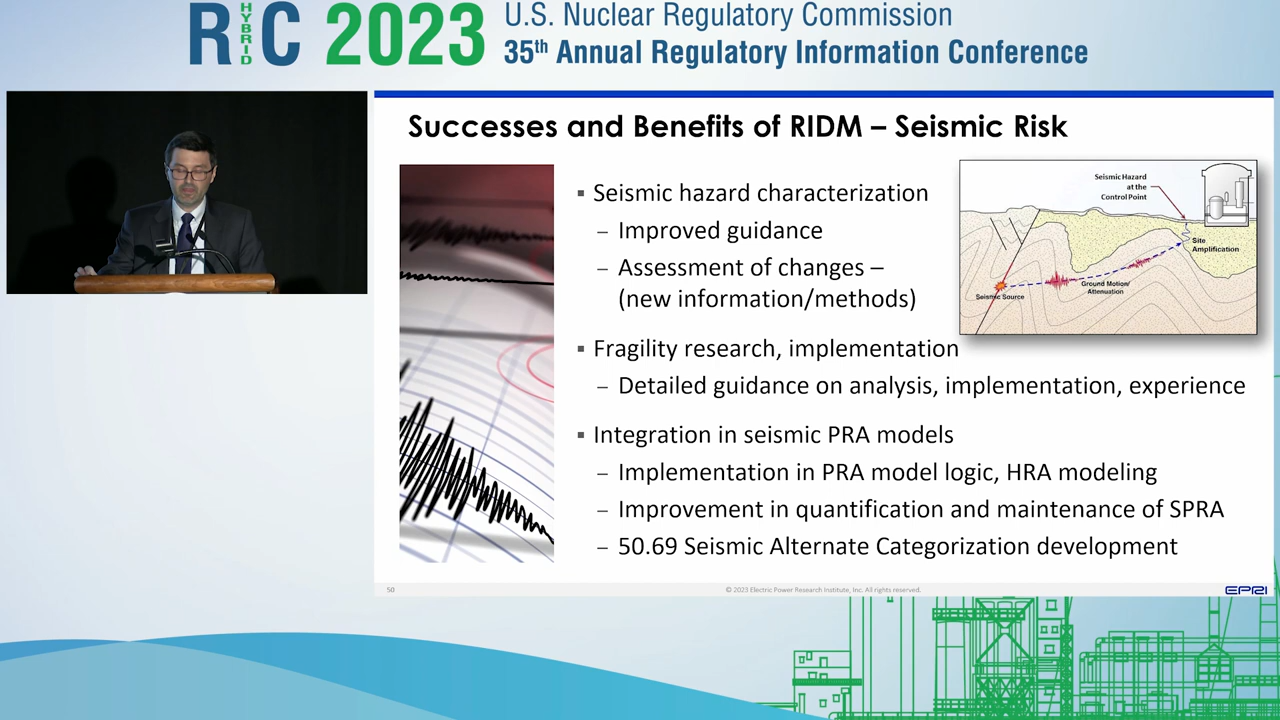 RIC 2023
HYBRID
U.S. Nuclear Regulatory Commission
35th Annual Regulatory Information Conference
Successes and Benefits of RIDM – Seismic Risk
▪ Seismic hazard characterization
– Improved guidance
– Assessment of changes –
(new information/methods)
▪ Fragility research, implementation
– Detailed guidance on analysis, implementation, experience
▪ Integration in seismic PRA models
– Implementation in PRA model logic, HRA modeling
– Improvement in quantification and maintenance of SPRA
– 50.69 Seismic Alternate Categorization development
Seismic Hazard
at the
Control Point
Site
Amplification
Ground Motion/
Attenuation
Seismic Source
50
© 2023 Electric Power Research Institute, Inc. All rights reserved.
EPRI